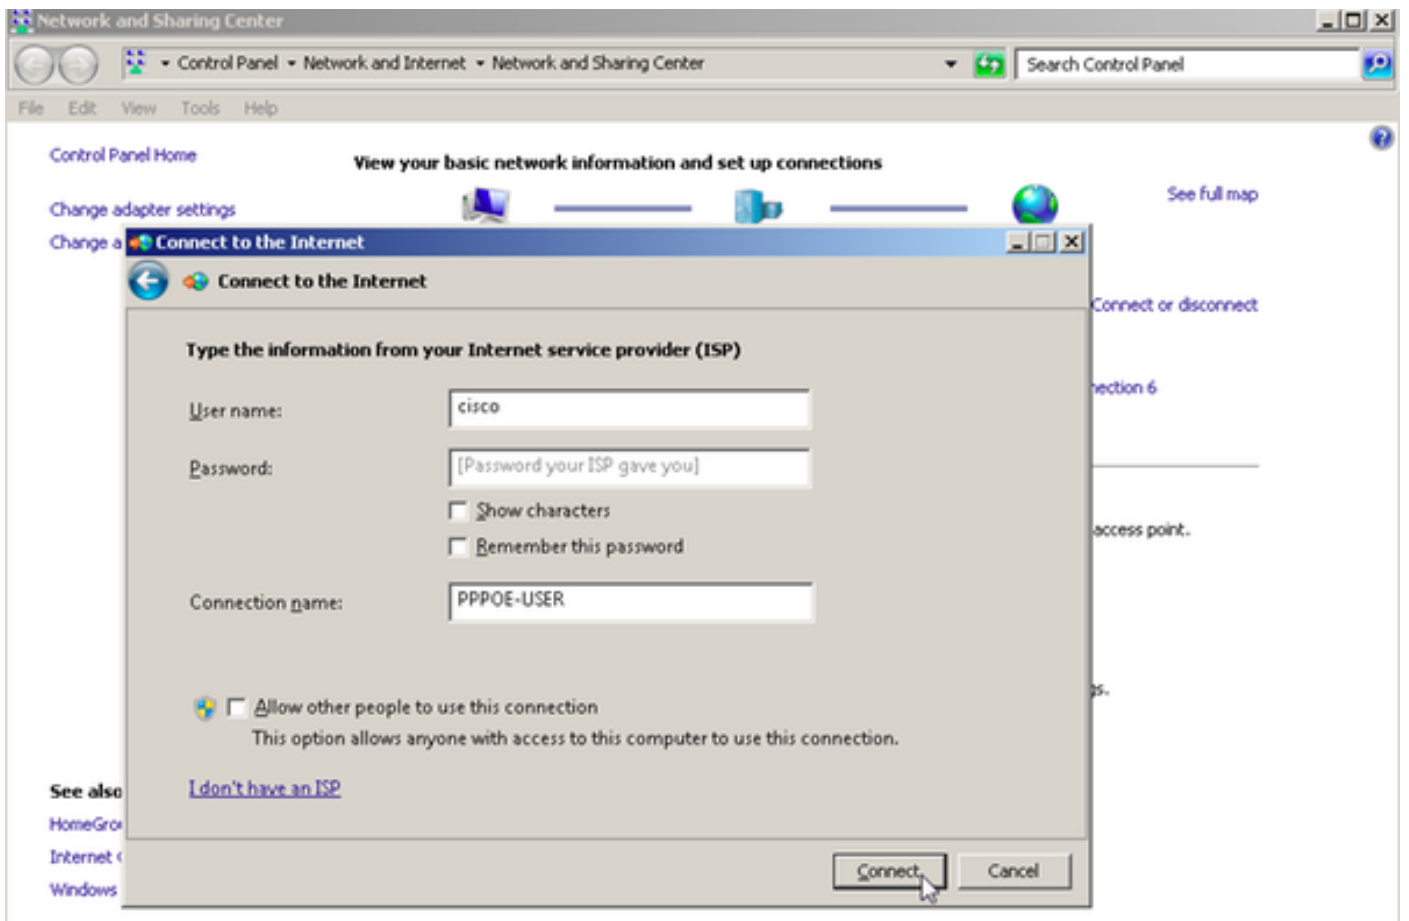 Network and Sharing Center
Control Panel Network and Internet Network and Sharing Center
Search Control Panel
File Edit View Tools Help
Control Panel Home
View your basic network information and set up connections
See full map
Change adapter settings
Change a
Connect to the Internet
Connect to the Internet
Connect or disconnect
Type the information from your Internet service provider (ISP)
nection 6
User name: cisco
Password: [Password your ISP gave you]
Show characters
access point.
Remember this password
Connection name: PPPOE-USER
gs.
Allow other people to use this connection
This option allows anyone with access to this computer to use this connection.
I don't have an ISP
See also
HomeGro
Internet
Windows
Connect Cancel